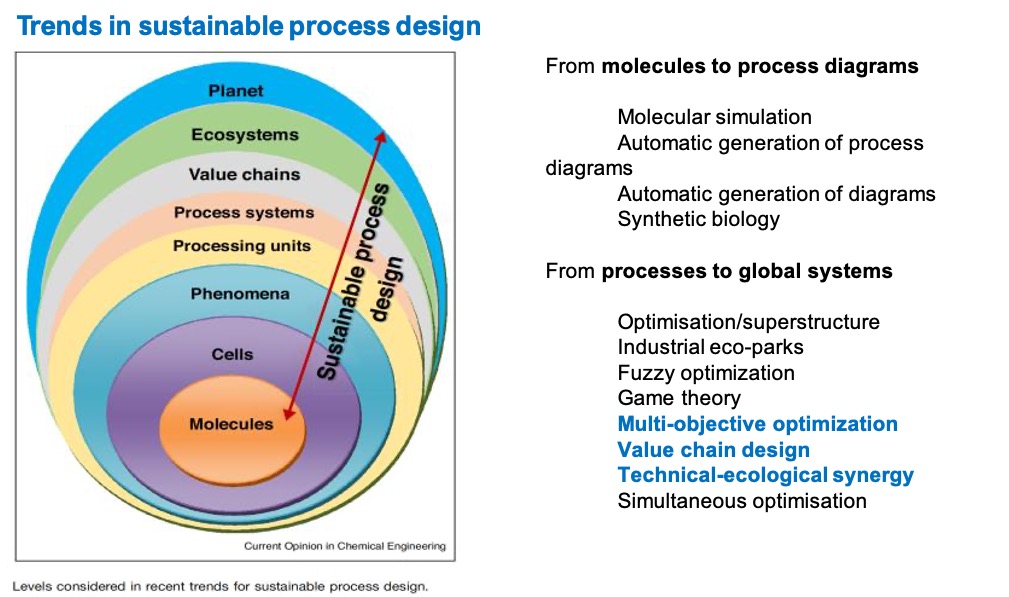 Trends in sustainable process design
Planet
Ecosystems
Value chains
Process systems
Processing units
Phenomena
Cells
Molecules
Sustainable process
design
Current Opinion in Chemical Engineering
Levels considered in recent trends for sustainable process design.
From molecules to process diagrams
Molecular simulation
Automatic generation of process
diagrams
Automatic generation of diagrams
Synthetic biology
From processes to global systems
Optimisation/superstructure
Industrial eco-parks
Fuzzy optimization
Game theory
Multi-objective optimization
Value chain design
Technical-ecological synergy
Simultaneous optimisation